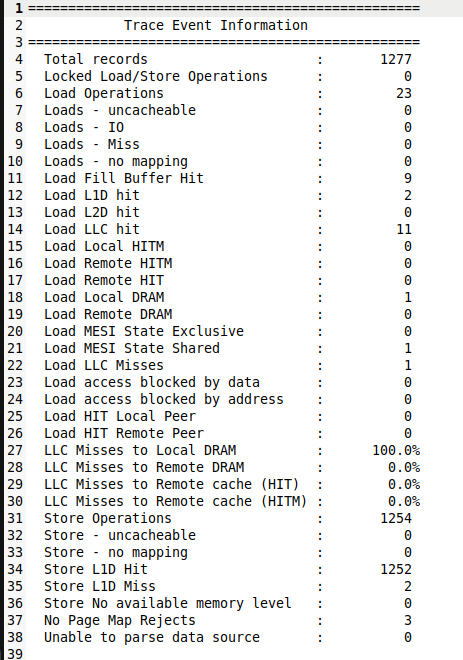 1 =================================================
2             Trace Event Information
3 =================================================
4   Total records                     :       1277
5   Locked Load/Store Operations      :          0
6   Load Operations                   :         23
7   Loads - uncacheable               :          0
8   Loads - IO                        :          0
9   Loads - Miss                      :          0
10   Loads - no mapping                :          0
11   Load Fill Buffer Hit              :          9
12   Load L1D hit                      :          2
13   Load L2D hit                      :          0
14   Load LLC hit                      :         11
15   Load Local HITM                   :          0
16   Load Remote HITM                  :          0
17   Load Remote HIT                   :          0
18   Load Local DRAM                   :          1
19   Load Remote DRAM                  :          0
20   Load MESI State Exclusive         :          0
21   Load MESI State Shared            :          1
22   Load LLC Misses                   :          1
23   Load access blocked by data       :          0
24   Load access blocked by address    :          0
25   Load HIT Local Peer               :          0
26   Load HIT Remote Peer              :          0
27   LLC Misses to Local DRAM          :      100.0%
28   LLC Misses to Remote DRAM         :        0.0%
29   LLC Misses to Remote cache (HIT)  :        0.0%
30   LLC Misses to Remote cache (HITM) :        0.0%
31   Store Operations                  :       1254
32   Store - uncacheable               :          0
33   Store - no mapping                :          0
34   Store L1D Hit                     :       1252
35   Store L1D Miss                    :          2
36   Store No available memory level   :          0
37   No Page Map Rejects               :          3
38   Unable to parse data source       :          0
39